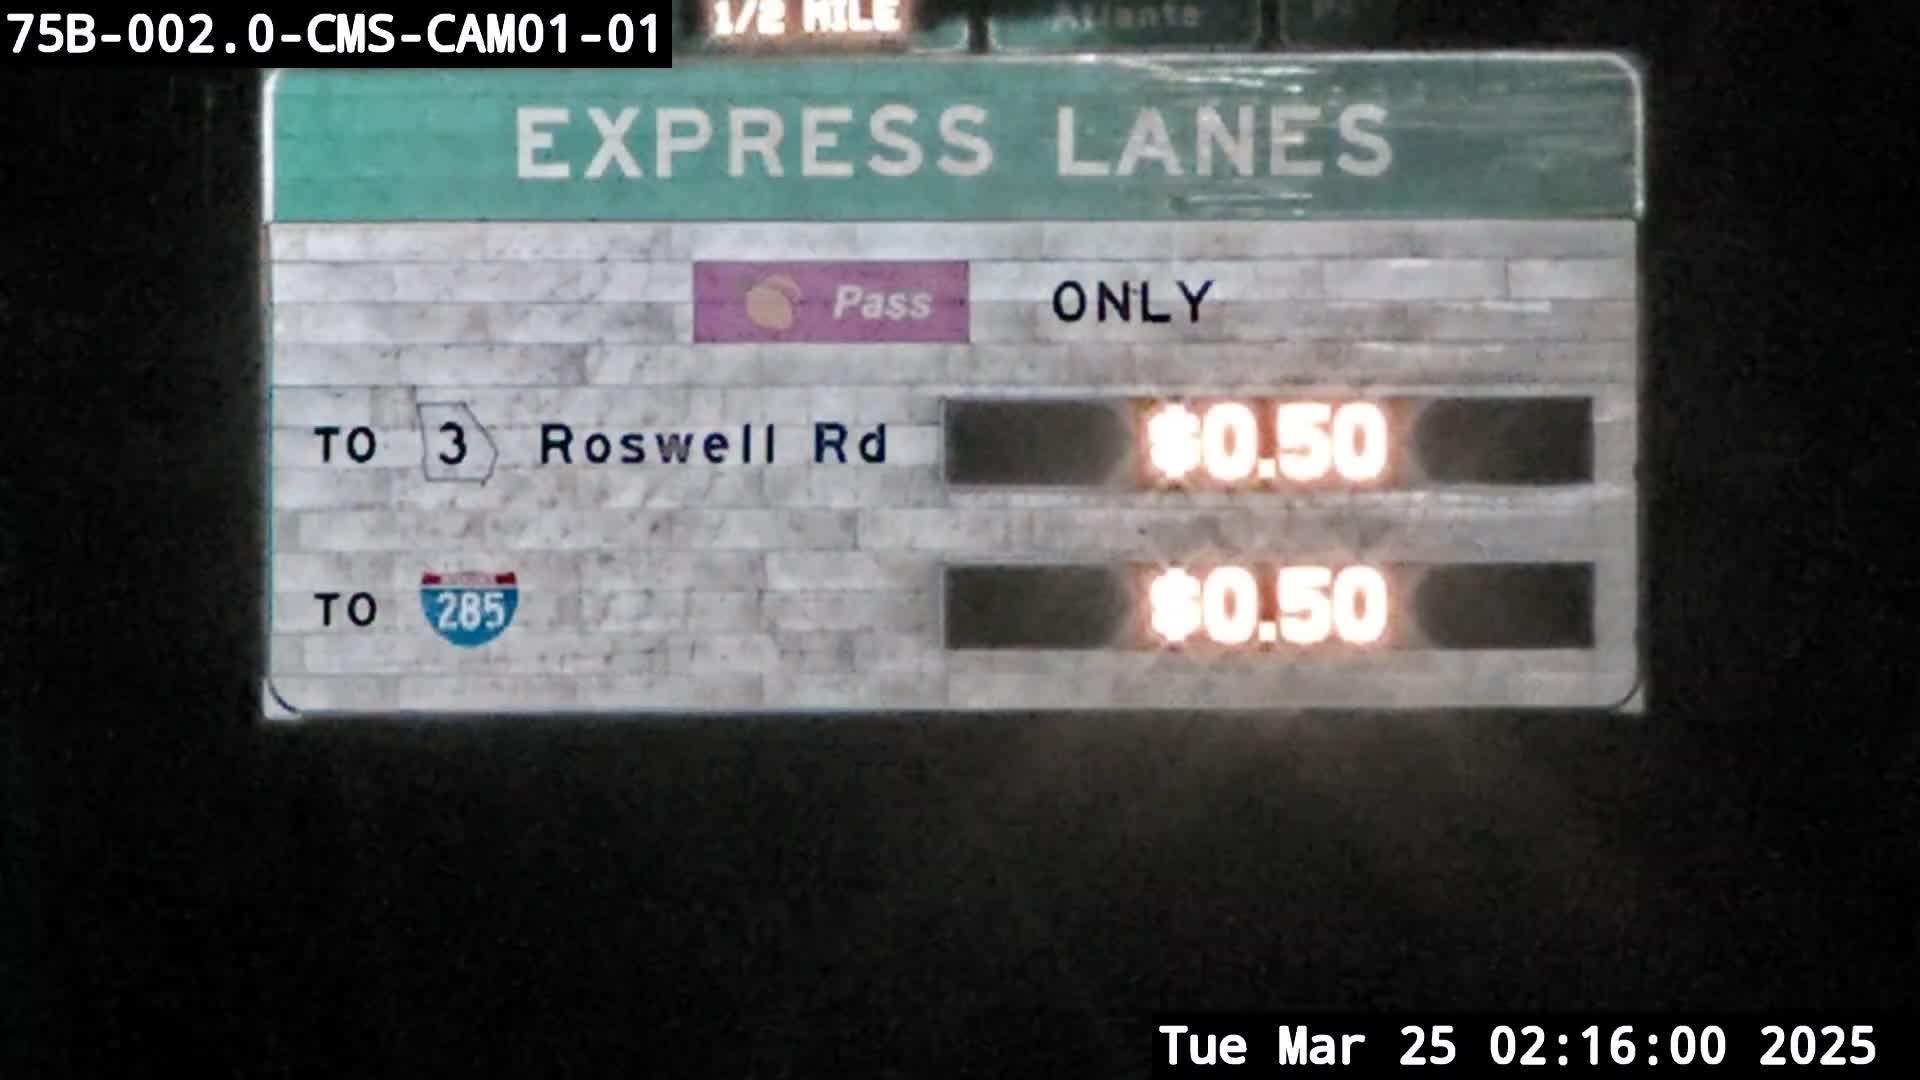 75B-002.0-CMS-CAM01-01
1/2 MILE
Atlanta
EXPRESS LANES
Pass ONLY
TO 3 Roswell Rd $0.50
TO 285 $0.50
Tue Mar 25 02:16:00 2025